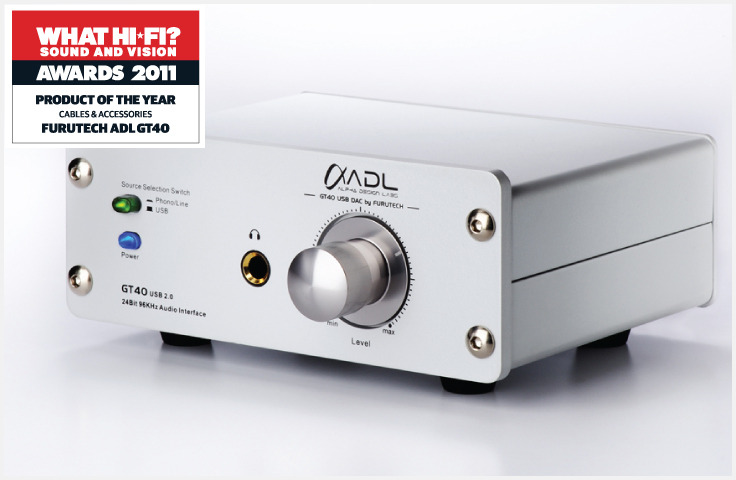 WHAT HI★FI?
SOUND AND VISION
AWARDS 2011
PRODUCT OF THE YEAR
CABLES & ACCESSORIES
FURUTECH ADL GT40
ADL
ALPHA DESIGN LABS
GT40 USB DAC by FURUTECH
Source Selection Switch
Phono/Line
USB
Power
GT40 USB 2.0
24Bit 96KHz Audio Interface
min
max
Level